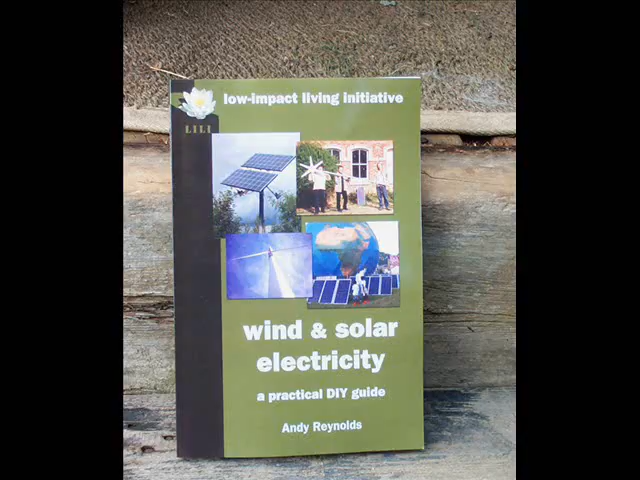 low-impact living initiative
LILI
wind & solar
electricity
a practical DIY guide
Andy Reynolds